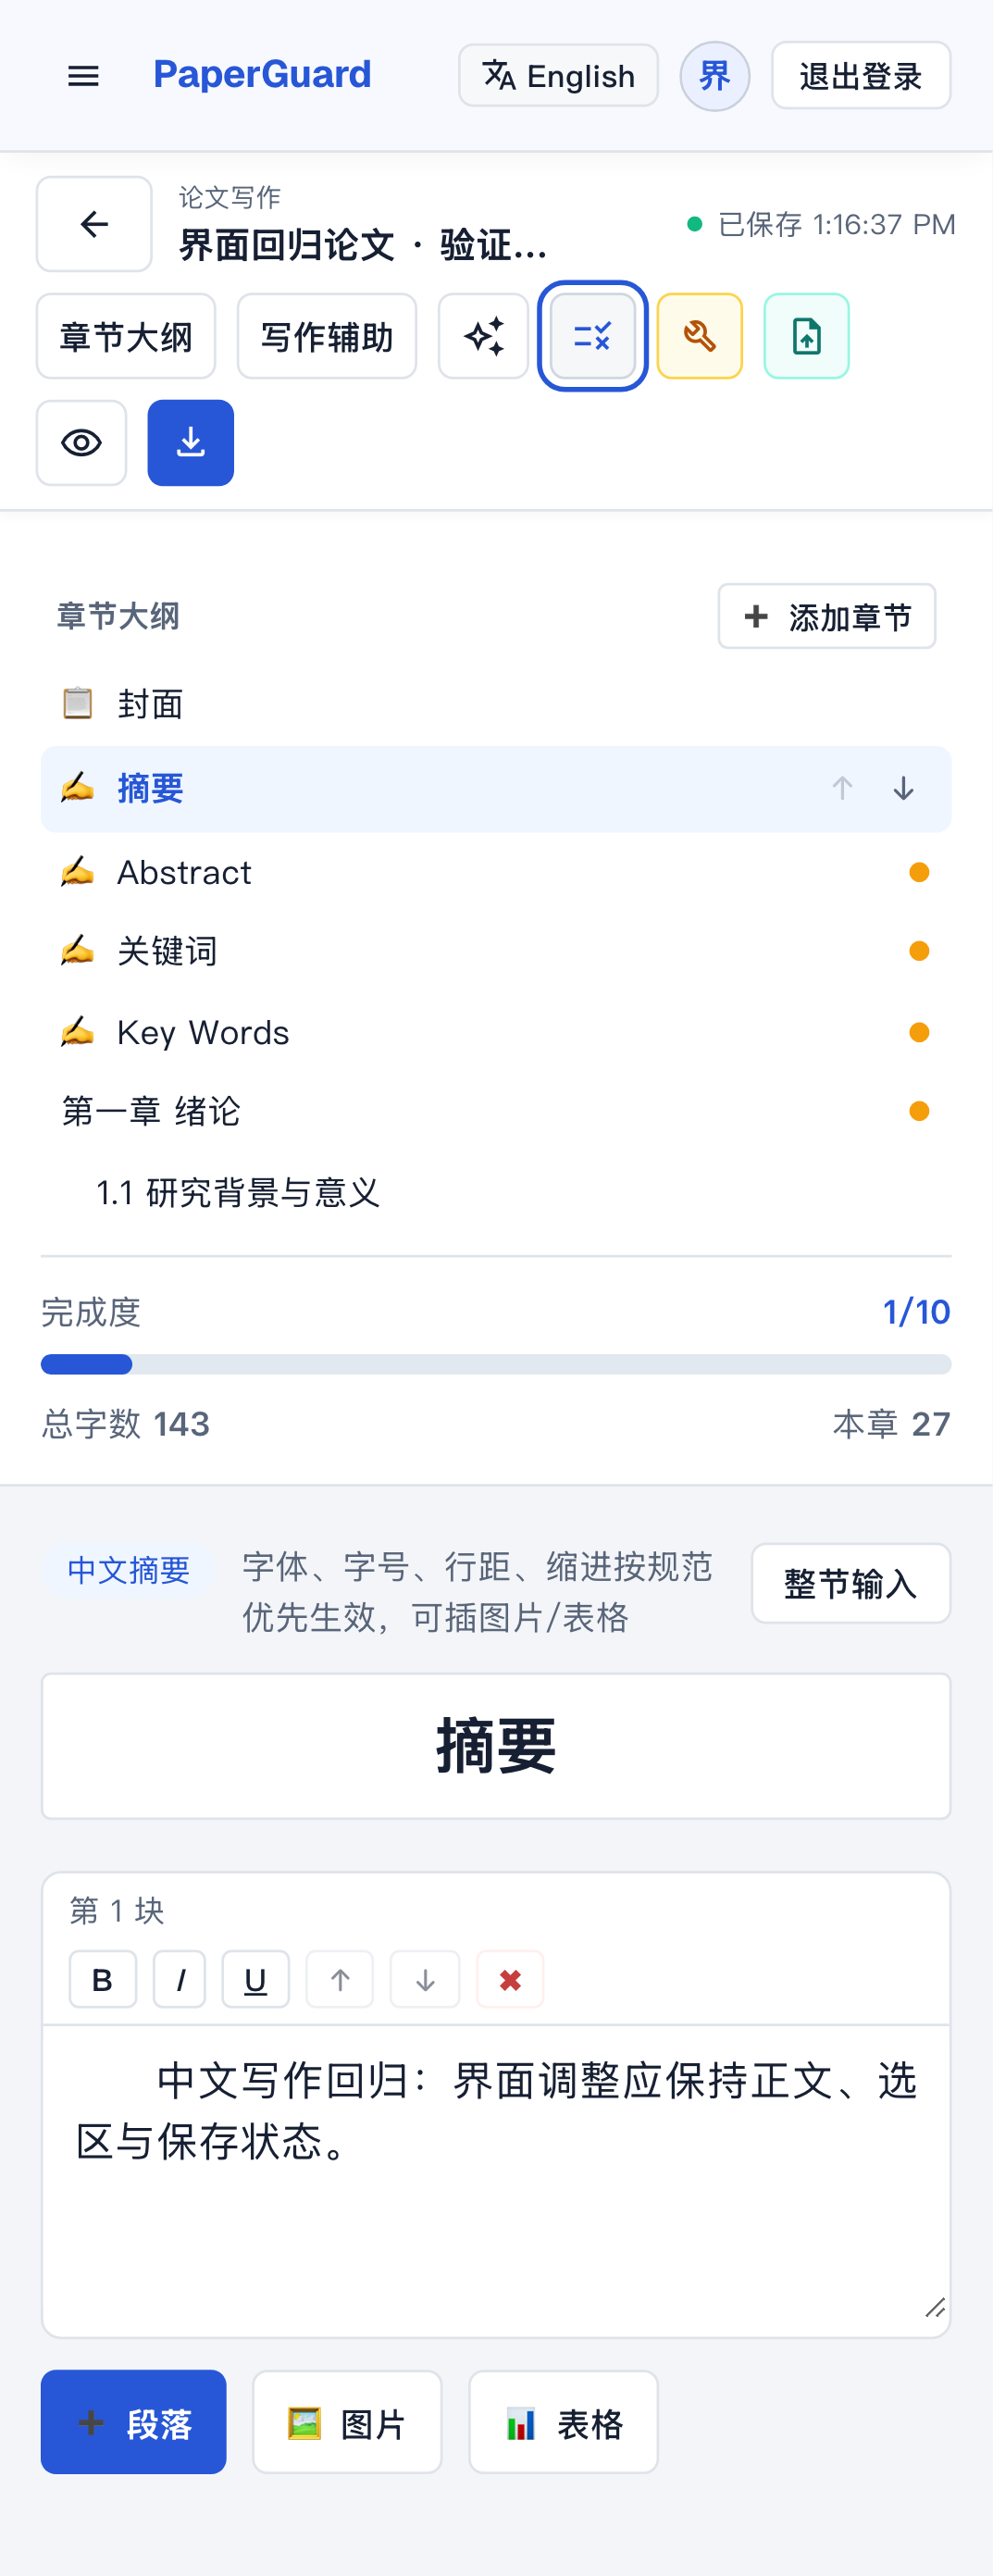 PaperGuard
English
界
退出登录
论文写作
界面回归论文 · 验证...
已保存 1:16:37 PM
章节大纲
写作辅助
章节大纲
添加章节
封面
摘要
Abstract
关键词
Key Words
第一章 绪论
1.1 研究背景与意义
完成度
1/10
总字数 143
本章 27
中文摘要
字体、字号、行距、缩进按规范
优先生效，可插图片/表格
整节输入
摘要
第 1 块
B I U
中文写作回归：界面调整应保持正文、选
区与保存状态。
段落
图片
表格